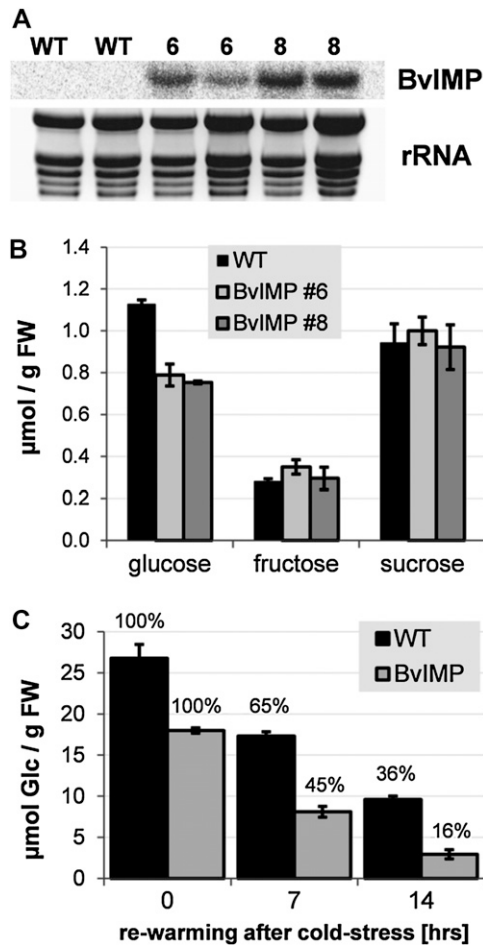 A
WT WT 6 6 8 8
BvIMP
rRNA
B
µmol / g FW
1.4
1.2
1.0
0.8
0.6
0.4
0.2
0.0
WT
BvIMP #6
BvIMP #8
glucose fructose sucrose
C
µmol Glc / g FW
30
25
20
15
10
5
0
WT
BvIMP
100%
100%
65%
45%
36%
16%
0 7 14
re-warming after cold-stress [hrs]